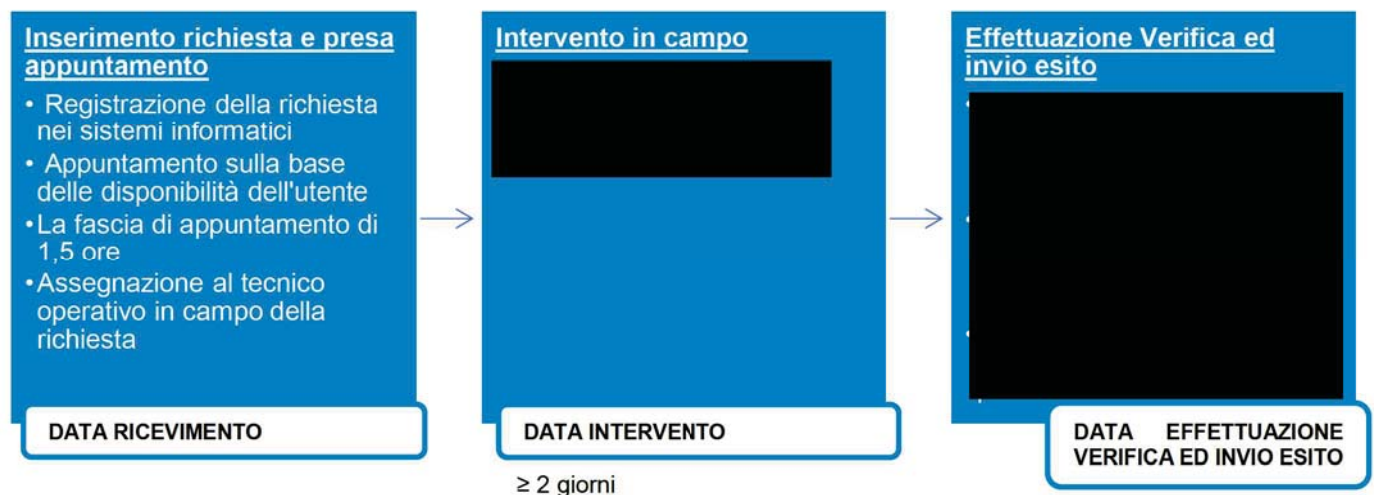 Inserimento richiesta e presa
appuntamento
• Registrazione della richiesta
nei sistemi informatici
• Appuntamento sulla base
delle disponibilità dell'utente
•La fascia di appuntamento di
1,5 ore
•Assegnazione al tecnico
operativo in campo della
richiesta
DATA RICEVIMENTO
Intervento in campo
DATA INTERVENTO
≥ 2 giorni
Effettuazione Verifica ed
invio esito
DATA EFFETTUAZIONE
VERIFICA ED INVIO ESITO